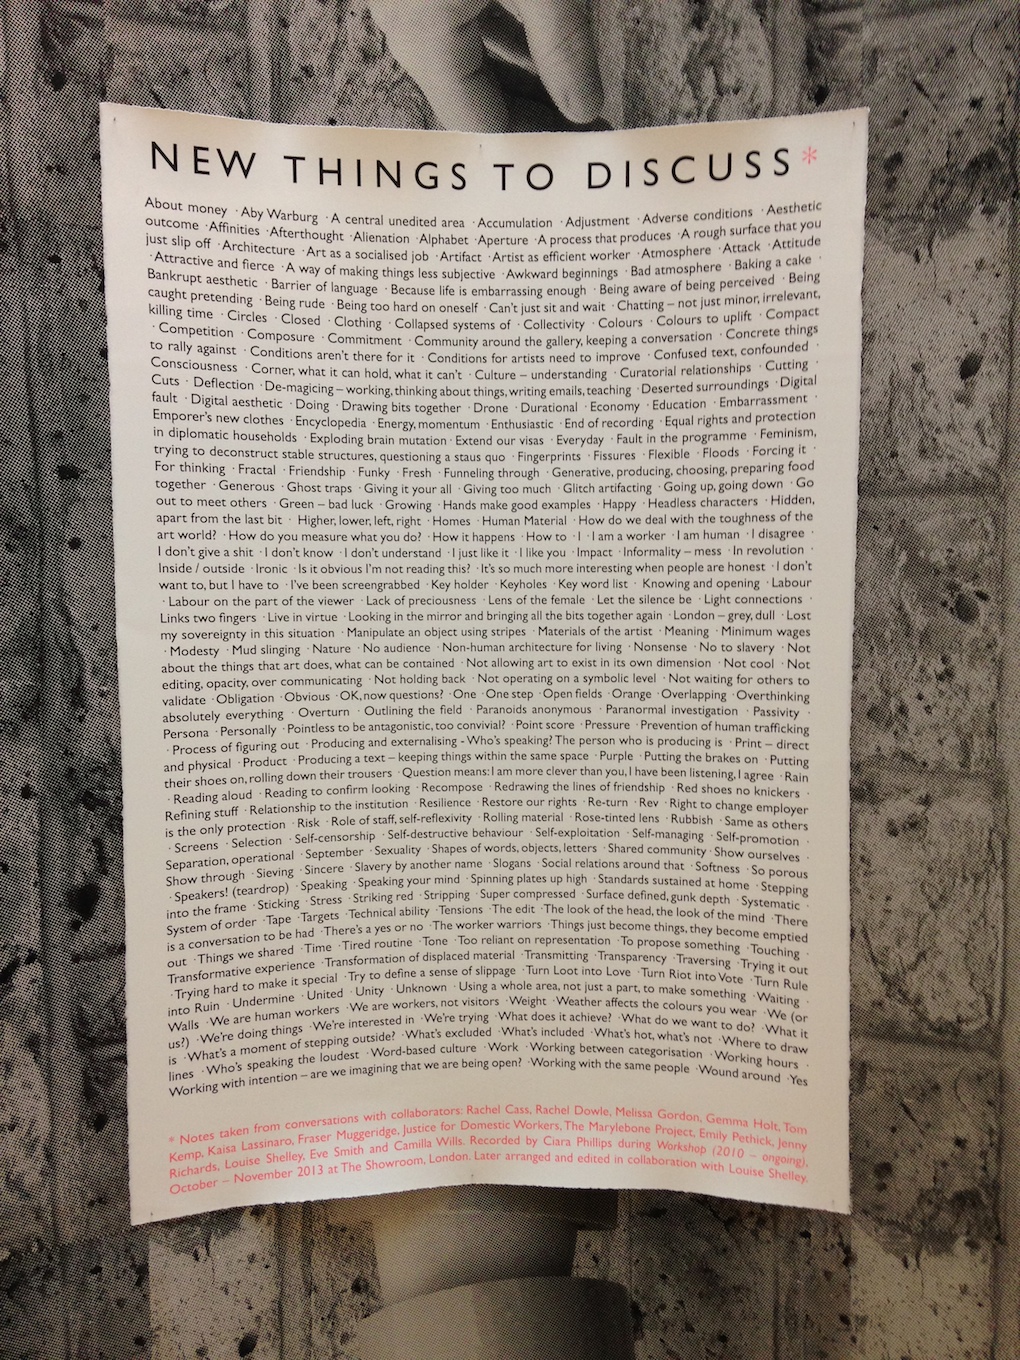 NEW THINGS TO DISCUSS*
About money · Aby Warburg · A central unedited area · Accumulation · Adjustment · Adverse conditions · Aesthetic
outcome · Affinities · Afterthought · Alienation · Alphabet · Aperture · A process that produces · A rough surface that you
just slip off · Architecture · Art as a socialised job · Artifact · Artist as efficient worker · Atmosphere · Attack · Attitude
· Attractive and fierce · A way of making things less subjective · Awkward beginnings · Bad atmosphere · Baking a cake ·
Bankrupt aesthetic · Barrier of language · Because life is embarrassing enough · Being aware of being perceived · Being
caught pretending · Being rude · Being too hard on oneself · Can't just sit and wait · Chatting – not just minor, irrelevant,
killing time · Circles · Closed · Clothing · Collapsed systems of · Collectivity · Colours · Colours to uplift · Compact
· Competition · Composure · Commitment · Community around the gallery, keeping a conversation · Concrete things
to rally against · Conditions aren't there for it · Conditions for artists need to improve · Confused text, confounded ·
Consciousness · Corner, what it can hold, what it can't · Culture – understanding · Curatorial relationships · Cutting ·
Cuts · Deflection · De-magicing – working, thinking about things, writing emails, teaching · Deserted surroundings · Digital
fault · Digital aesthetic · Doing · Drawing bits together · Drone · Durational · Economy · Education · Embarrassment ·
Emporer's new clothes · Encyclopedia · Energy, momentum · Enthusiastic · End of recording · Equal rights and protection
in diplomatic households · Exploding brain mutation · Extend our visas · Everyday · Fault in the programme · Feminism,
trying to deconstruct stable structures, questioning a staus quo · Fingerprints · Fissures · Flexible · Floods · Forcing it ·
For thinking · Fractal · Friendship · Funky · Fresh · Funneling through · Generative, producing, choosing, preparing food
together · Generous · Ghost traps · Giving it your all · Giving too much · Glitch artifacting · Going up, going down · Go
out to meet others · Green – bad luck · Growing · Hands make good examples · Happy · Headless characters · Hidden,
apart from the last bit · Higher, lower, left, right · Homes · Human Material · How do we deal with the toughness of the
art world? · How do you measure what you do? · How it happens · How to · I · I am a worker · I am human · I disagree ·
I don't give a shit · I don't know · I don't understand · I just like it · I like you · Impact · Informality – mess · In revolution ·
Inside / outside · Ironic · Is it obvious I'm not reading this? · It's so much more interesting when people are honest · I don't
want to, but I have to · I've been screengrabbed · Key holder · Keyholes · Key word list · Knowing and opening · Labour
· Labour on the part of the viewer · Lack of preciousness · Lens of the female · Let the silence be · Light connections ·
Links two fingers · Live in virtue · Looking in the mirror and bringing all the bits together again · London – grey, dull · Lost
my sovereignty in this situation · Manipulate an object using stripes · Materials of the artist · Meaning · Minimum wages
· Modesty · Mud slinging · Nature · No audience · Non-human architecture for living · Nonsense · No to slavery · Not
about the things that art does, what can be contained · Not allowing art to exist in its own dimension · Not cool · Not
editing, opacity, over communicating · Not holding back · Not operating on a symbolic level · Not waiting for others to
validate · Obligation · Obvious · OK, now questions? · One · One step · Open fields · Orange · Overlapping · Overthinking
absolutely everything · Overturn · Outlining the field · Paranoids anonymous · Paranormal investigation · Passivity ·
Persona · Personally · Pointless to be antagonistic, too convivial? · Point score · Pressure · Prevention of human trafficking
· Process of figuring out · Producing and externalising - Who's speaking? The person who is producing is · Print – direct
and physical · Product · Producing a text – keeping things within the same space · Purple · Putting the brakes on · Putting
their shoes on, rolling down their trousers · Question means: I am more clever than you, I have been listening, I agree · Rain
· Reading aloud · Reading to confirm looking · Recompose · Redrawing the lines of friendship · Red shoes no knickers ·
Refining stuff · Relationship to the institution · Resilience · Restore our rights · Re-turn · Rev · Right to change employer
is the only protection · Risk · Role of staff, self-reflexivity · Rolling material · Rose-tinted lens · Rubbish · Same as others
· Screens · Selection · Self-censorship · Self-destructive behaviour · Self-exploitation · Self-managing · Self-promotion ·
Separation, operational · September · Sexuality · Shapes of words, objects, letters · Shared community · Show ourselves ·
Show through · Sieving · Sincere · Slavery by another name · Slogans · Social relations around that · Softness · So porous
· Speakers! (teardrop) · Speaking · Speaking your mind · Spinning plates up high · Standards sustained at home · Stepping
into the frame · Sticking · Stress · Striking red · Stripping · Super compressed · Surface defined, gunk depth · Systematic ·
System of order · Tape · Targets · Technical ability · Tensions · The edit · The look of the head, the look of the mind · There
is a conversation to be had · There's a yes or no · The worker warriors · Things just become things, they become emptied
out · Things we shared · Time · Tired routine · Tone · Too reliant on representation · To propose something · Touching ·
Transformative experience · Transformation of displaced material · Transmitting · Transparency · Traversing · Trying it out
· Trying hard to make it special · Try to define a sense of slippage · Turn Loot into Love · Turn Riot into Vote · Turn Rule
into Ruin · Undermine · United · Unity · Unknown · Using a whole area, not just a part, to make something · Waiting ·
Walls · We are human workers · We are workers, not visitors · Weight · Weather affects the colours you wear · We (or
us?) · We're doing things · We're interested in · We're trying · What does it achieve? · What do we want to do? · What it
is · What's a moment of stepping outside? · What's excluded · What's included · What's hot, what's not · Where to draw
lines · Who's speaking the loudest · Word-based culture · Work · Working between categorisation · Working hours ·
Working with intention – are we imagining that we are being open? · Working with the same people · Wound around · Yes
* Notes taken from conversations with collaborators: Rachel Cass, Rachel Dowle, Melissa Gordon, Gemma Holt, Tom
Kemp, Kaisa Lassinaro, Fraser Muggeridge, Justice for Domestic Workers, The Marylebone Project, Emily Pethick, Jenny
Richards, Louise Shelley, Eve Smith and Camilla Wills. Recorded by Ciara Phillips during Workshop (2010 – ongoing),
October – November 2013 at The Showroom, London. Later arranged and edited in collaboration with Louise Shelley.